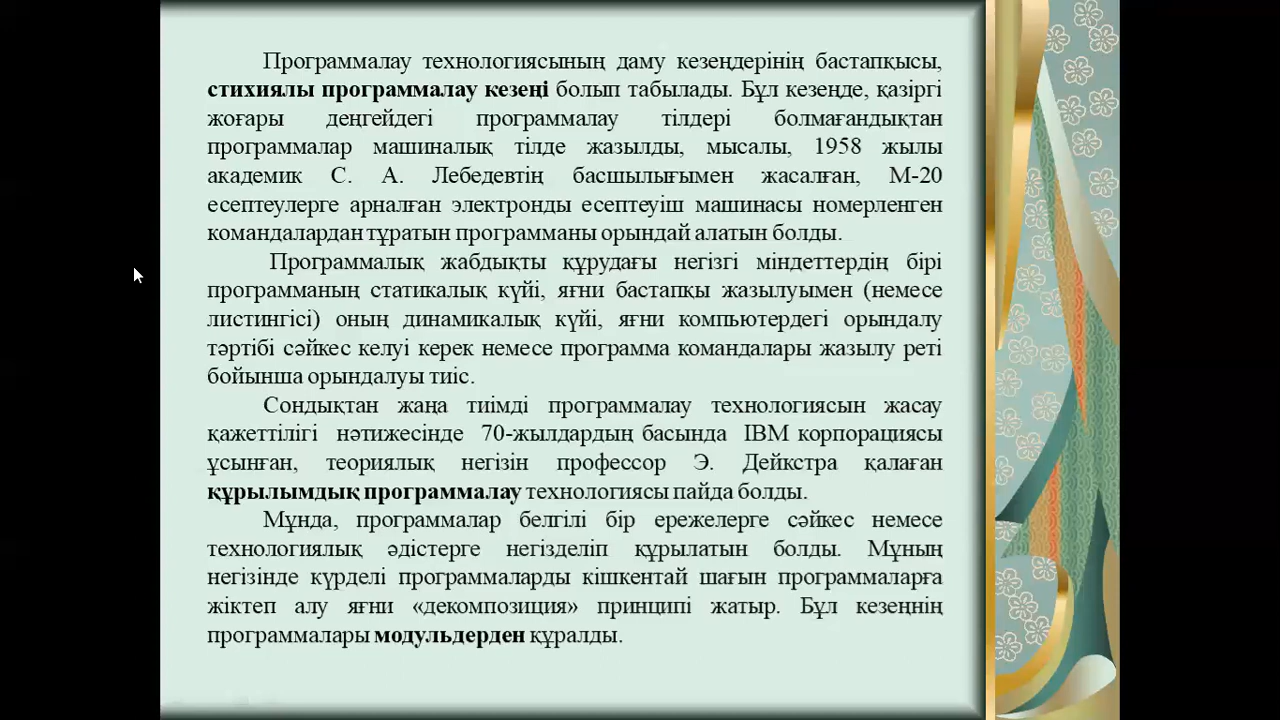 Программалау технологиясының даму кезеңдерінің бастапқысы,
стихиялы программалау кезеңі болып табылады. Бұл кезеңде, қазіргі
жоғары деңгейдегі программалау тілдері болмағандықтан
программалар машиналық тілде жазылды, мысалы, 1958 жылы
академик С. А. Лебедевтің басшылығымен жасалған, М-20
есептеулерге арналған электронды есептеуіш машинасы номерленген
командалардан тұратын программаны орындай алатын болды.
Программалық жабдықты құрудағы негізгі міндеттердің бірі
программаның статикалық күйі, яғни бастапқы жазылуымен (немесе
листингісі) оның динамикалық күйі, яғни компьютердегі орындалу
тәртібі сәйкес келуі керек немесе программа командалары жазылу реті
бойынша орындалуы тиіс.
Сондықтан жаңа тиімді программалау технологиясын жасау
қажеттілігі нәтижесінде 70-жылдардың басында IBM корпорациясы
ұсынған, теориялық негізін профессор Э. Дейкстра қалаған
құрылымдық программалау технологиясы пайда болды.
Мұнда, программалар белгілі бір ережелерге сәйкес немесе
технологиялық әдістерге негізделіп құрылатын болды. Мұның
негізінде күрделі программаларды кішкентай шағын программаларға
жіктеп алу яғни «декомпозиция» принципі жатыр. Бұл кезеңнің
программалары модульдерден құралды.